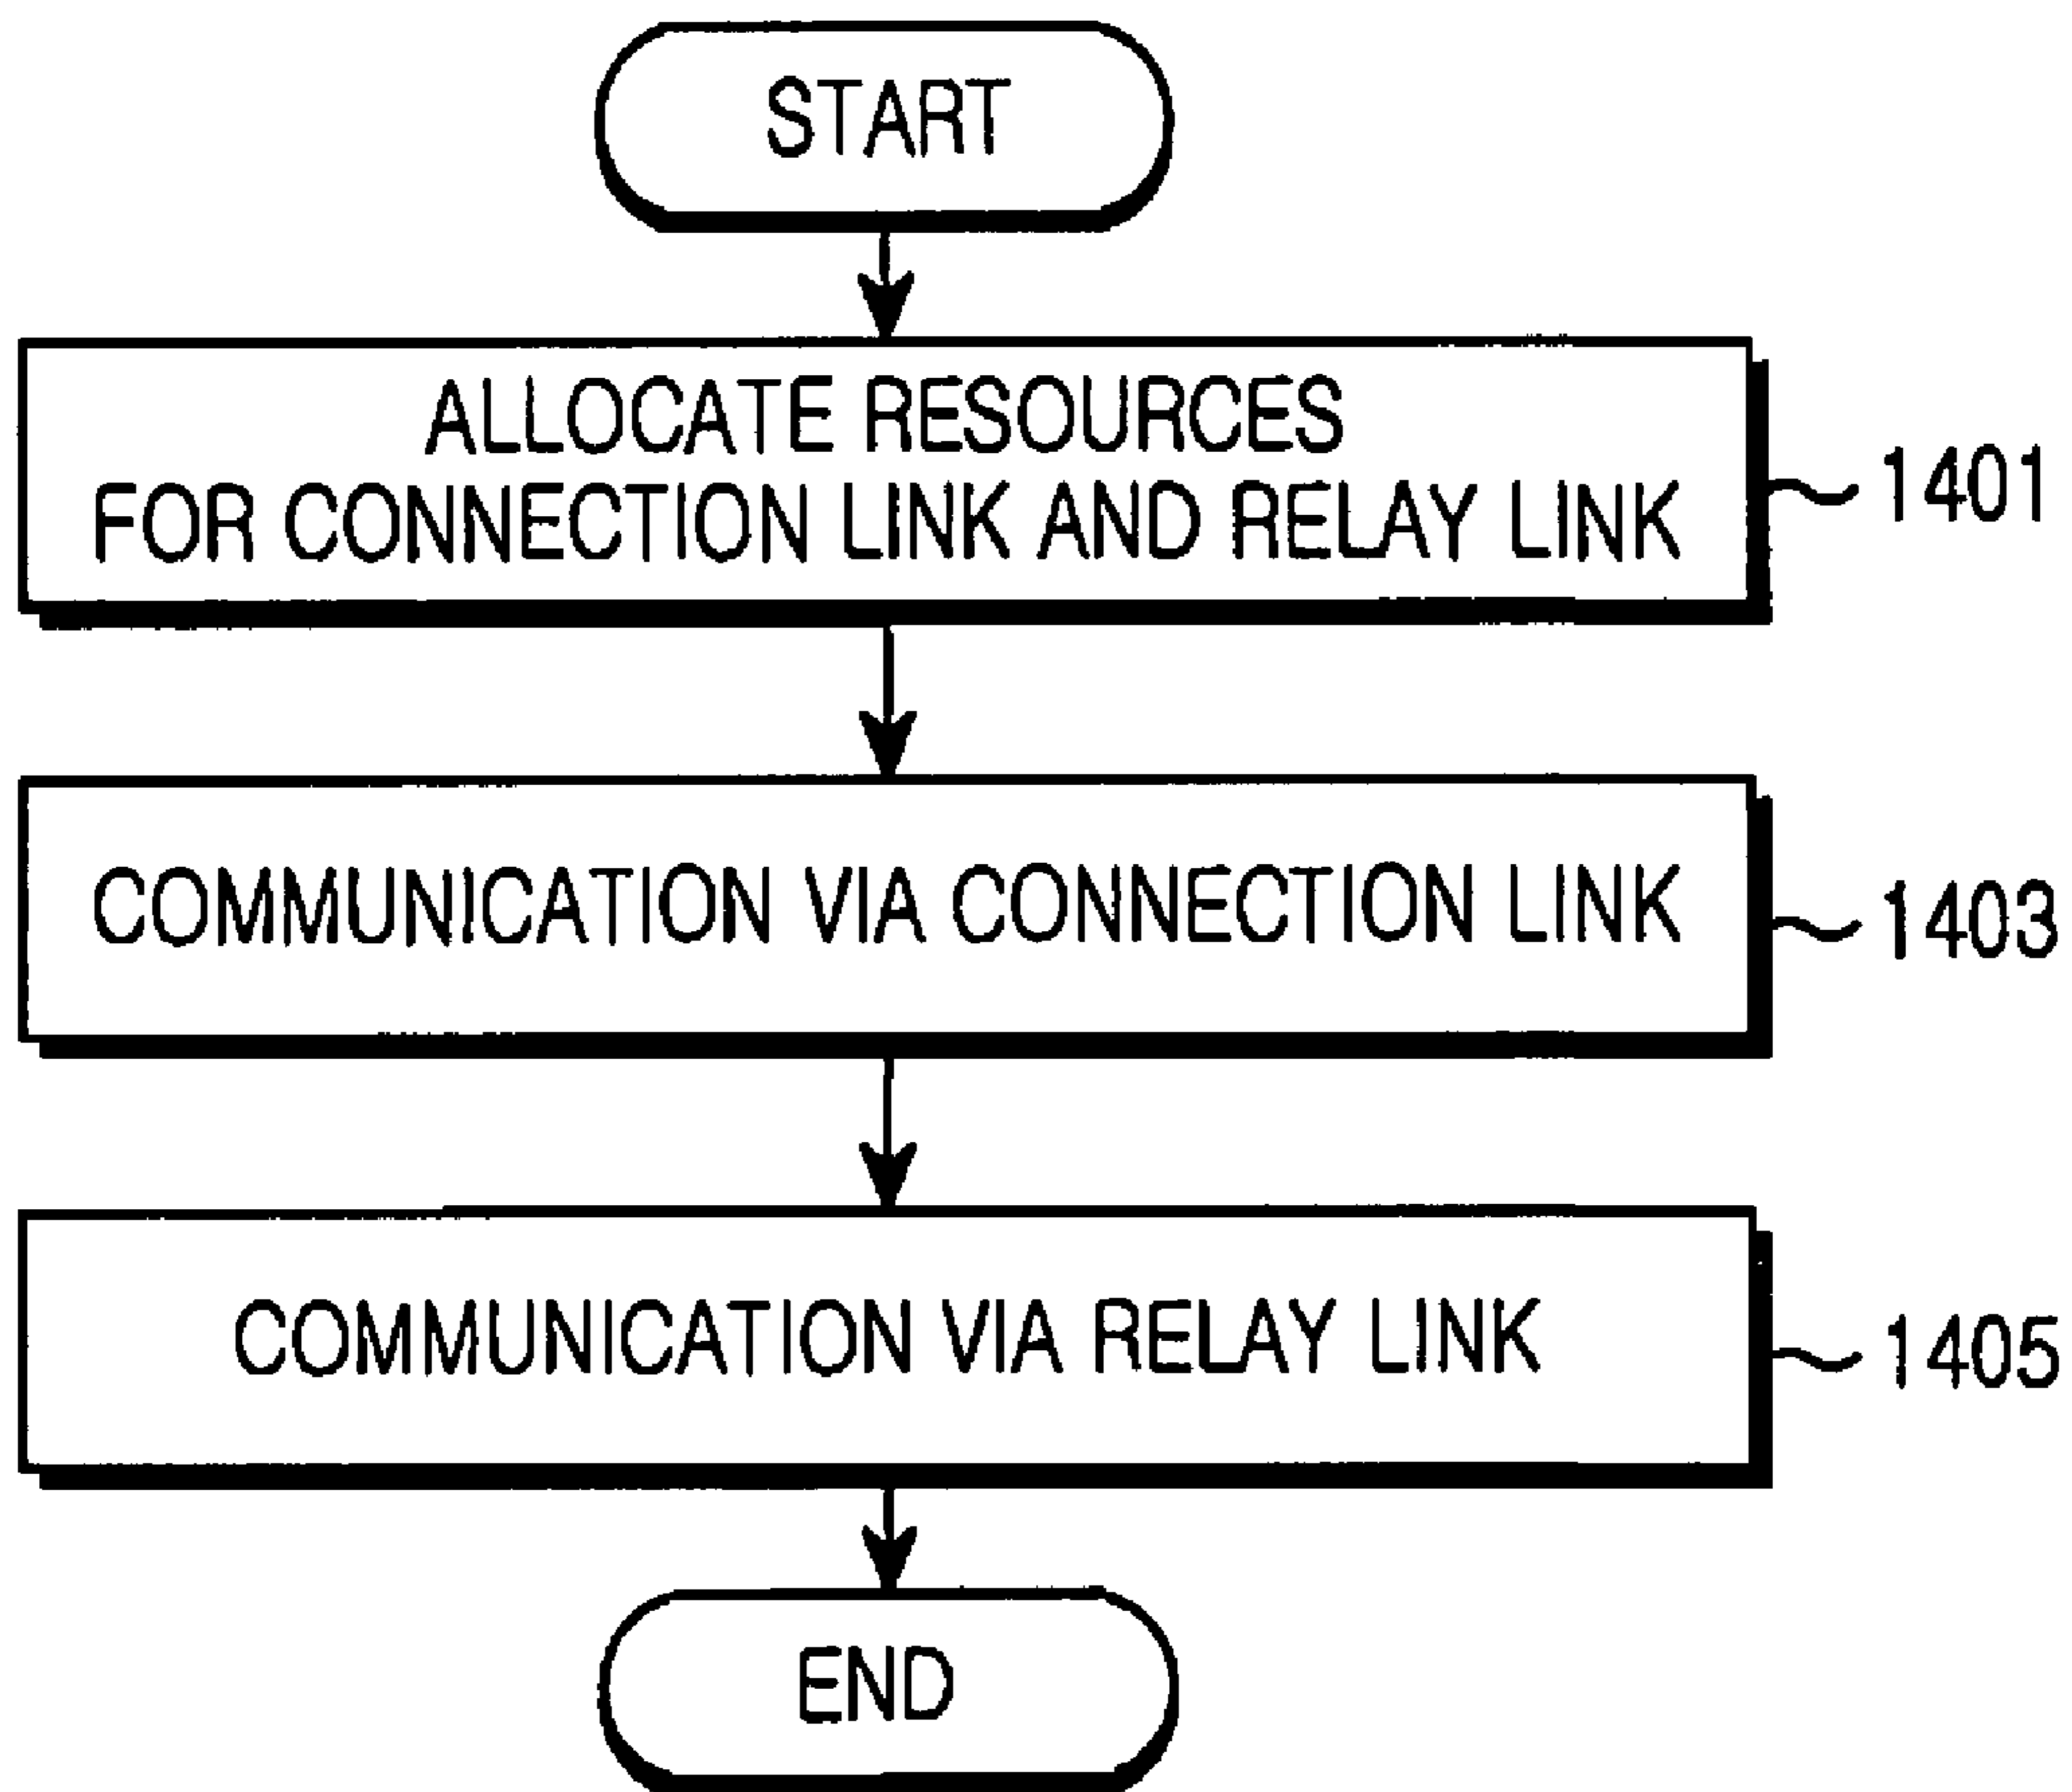 START
ALLOCATE RESOURCES
FOR CONNECTION LINK AND RELAY LINK
1401
COMMUNICATION VIA CONNECTION LINK
1403
COMMUNICATION VIA RELAY LINK
1405
END